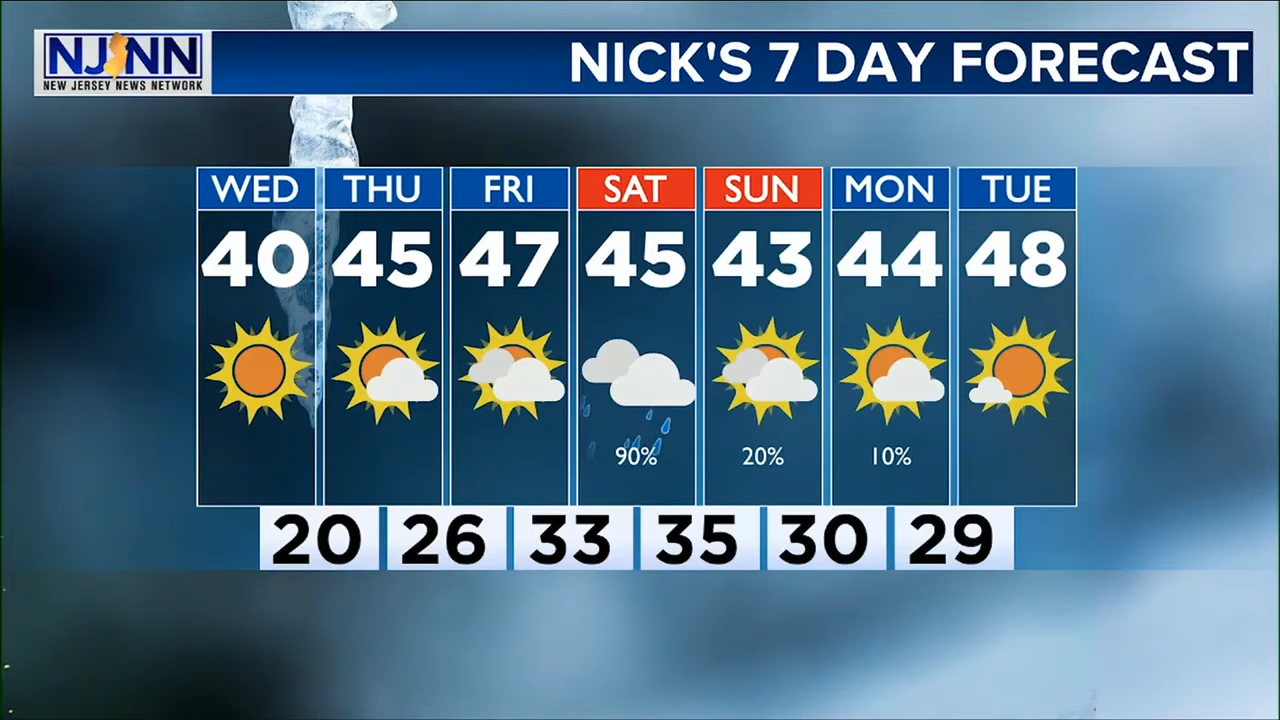 NJNN
NEW JERSEY NEWS NETWORK
NICK'S 7 DAY FORECAST
WED THU FRI SAT SUN MON TUE
40 45 47 45 43 44 48
90% 20% 10%
20 26 33 35 30 29